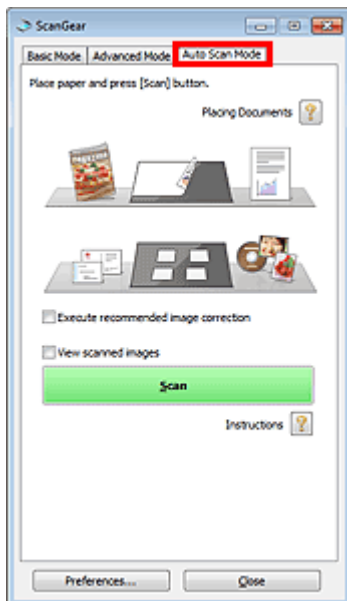 ScanGear
Basic Mode Advanced Mode Auto Scan Mode
Place paper and press [Scan] button.
Placing Documents ?
MAGAZINE
Execute recommended image correction
View scanned images
Scan
Instructions ?
Preferences... Close